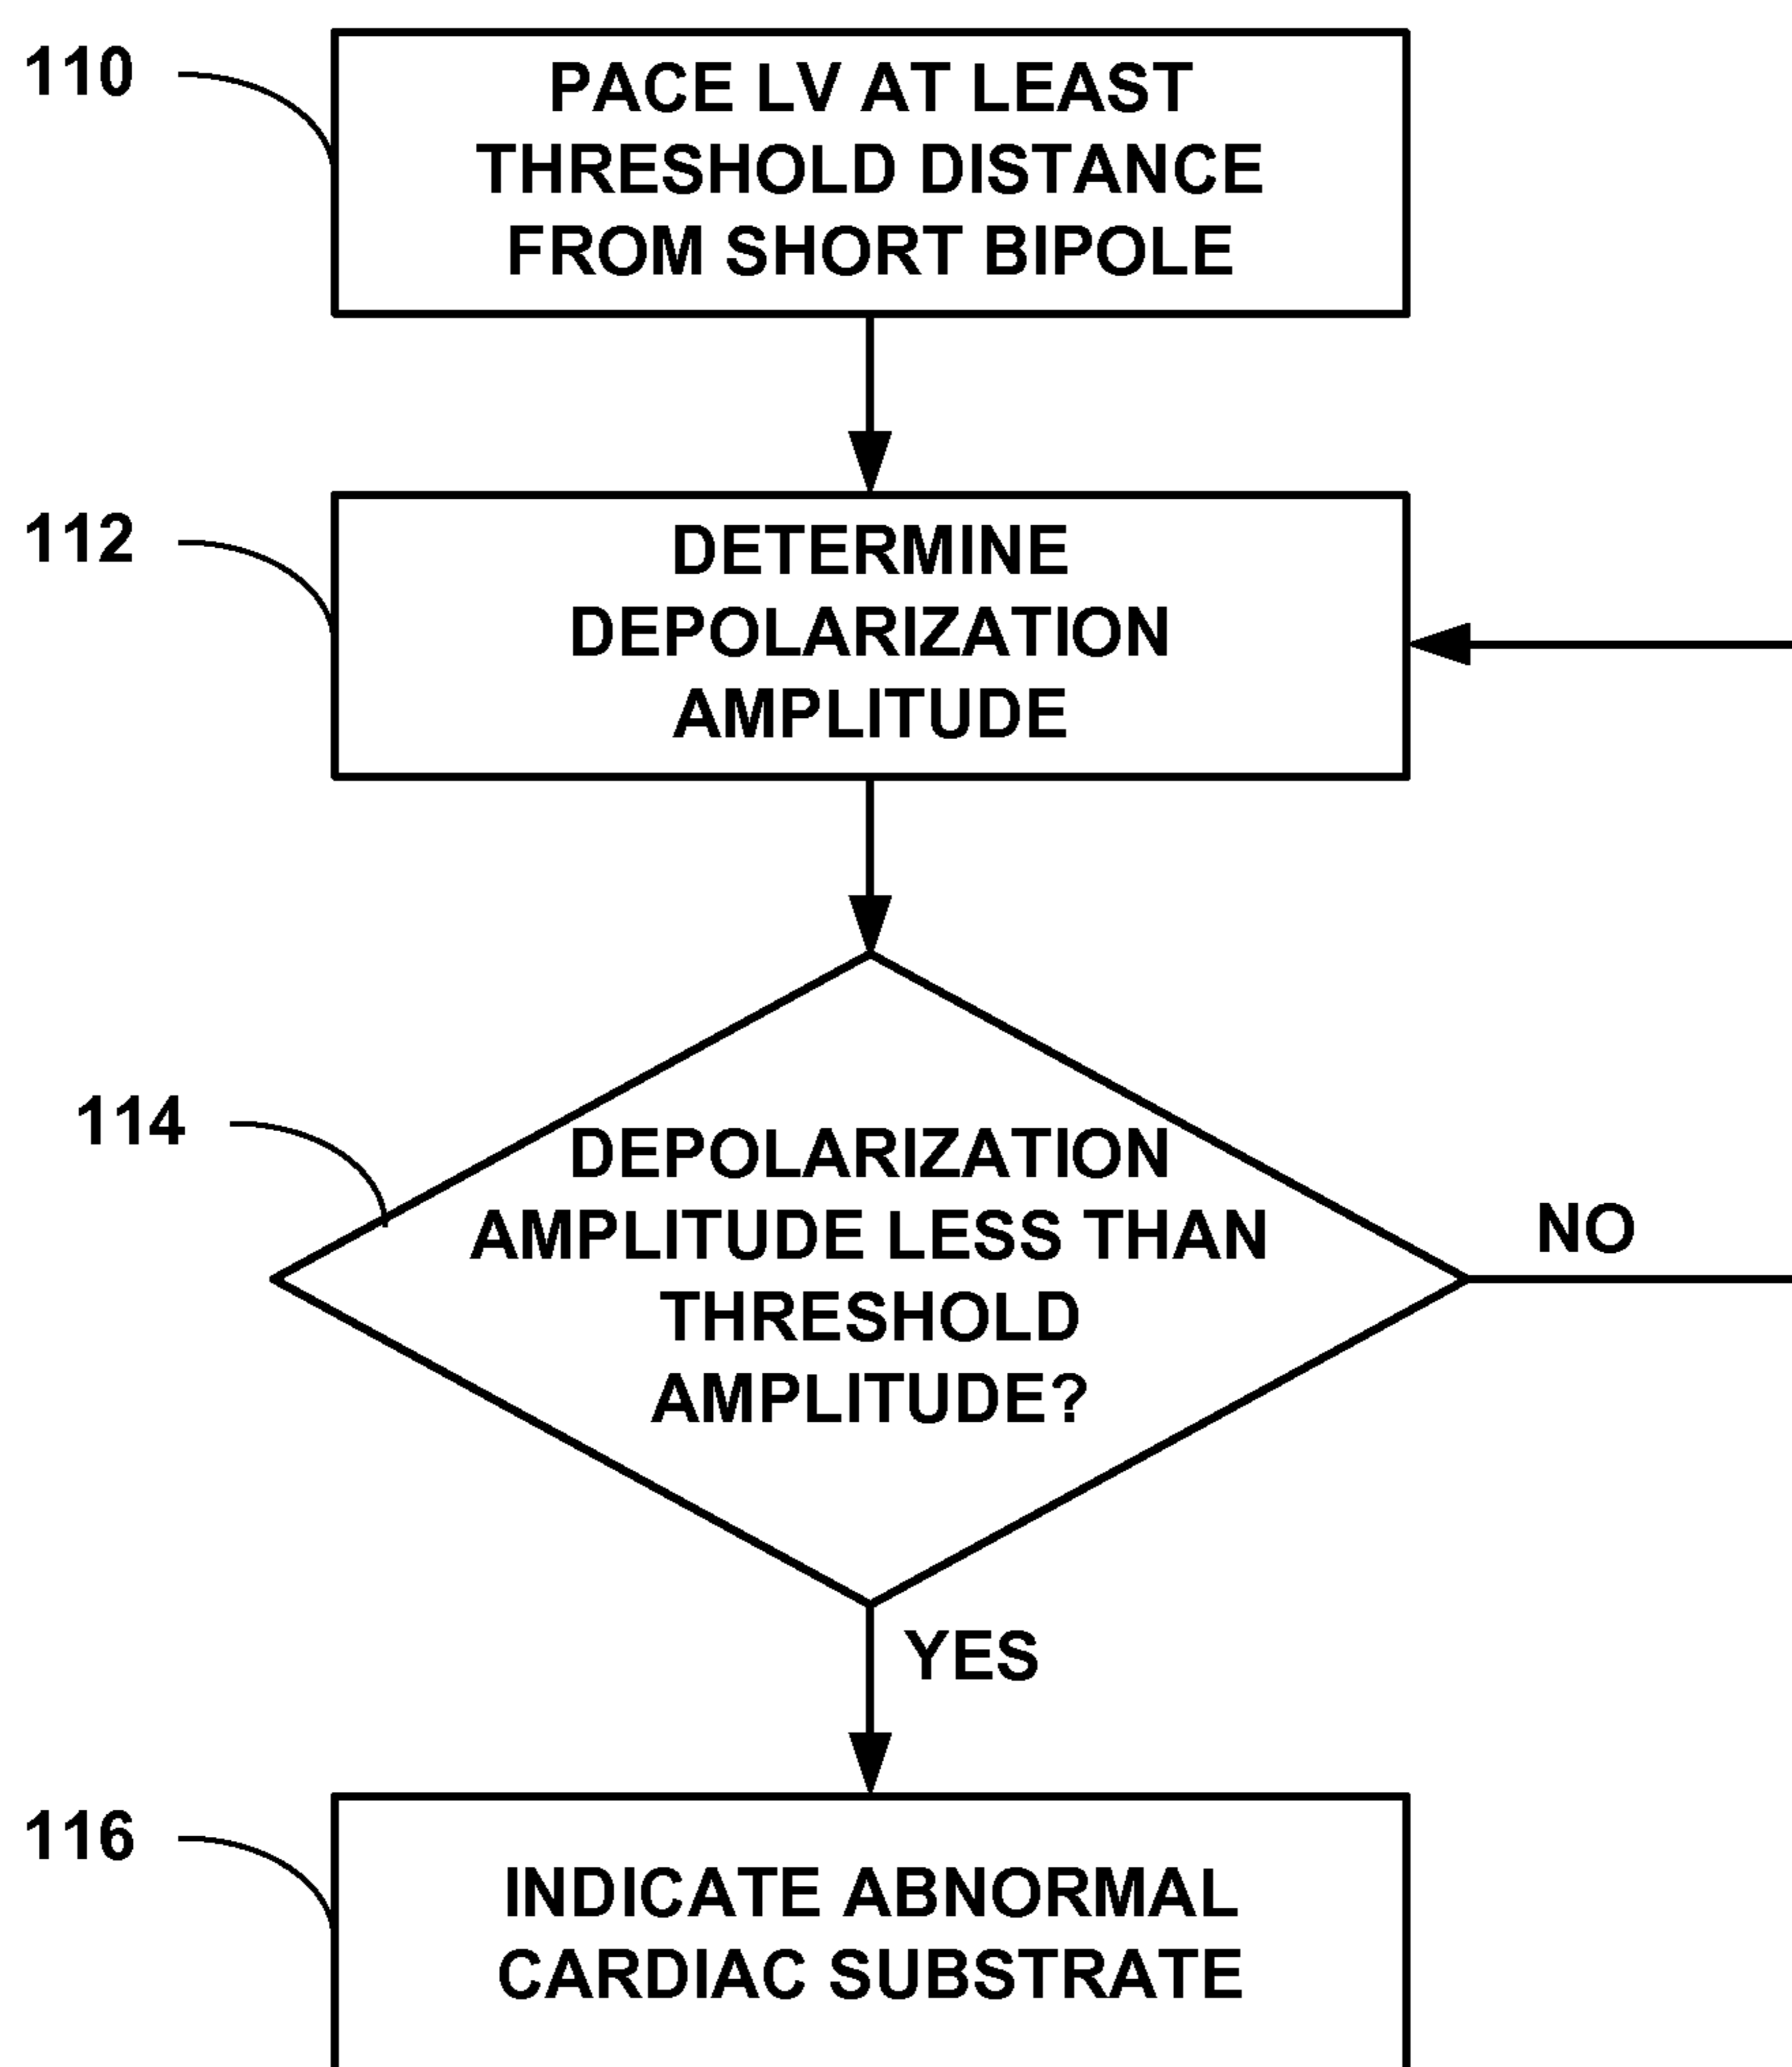 110
PACE LV AT LEAST
THRESHOLD DISTANCE
FROM SHORT BIPOLE
112
DETERMINE
DEPOLARIZATION
AMPLITUDE
114
DEPOLARIZATION
AMPLITUDE LESS THAN
THRESHOLD
AMPLITUDE?
NO
YES
116
INDICATE ABNORMAL
CARDIAC SUBSTRATE